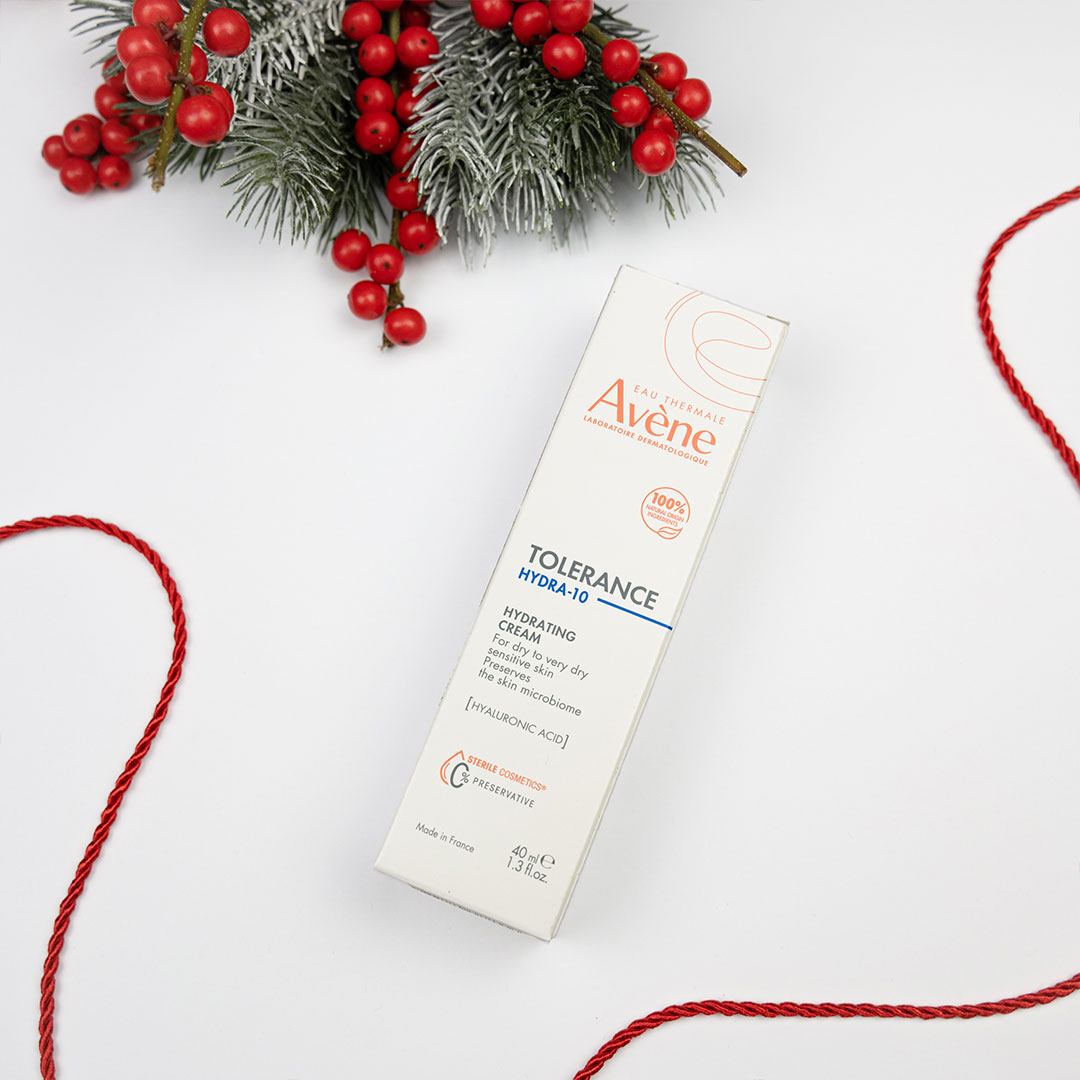 EAU THERMALE
Avène
LABORATOIRE DERMATOLOGIQUE
100%
NATURAL ORIGIN
INGREDIENTS
TOLERANCE
HYDRA-10
HYDRATING
CREAM
For dry to very dry
sensitive skin
Preserves
the skin microbiome
[HYALURONIC ACID]
STERILE COSMETICS®
0% PRESERVATIVE
Made in France
40 ml ℮
1.3 fl.oz.